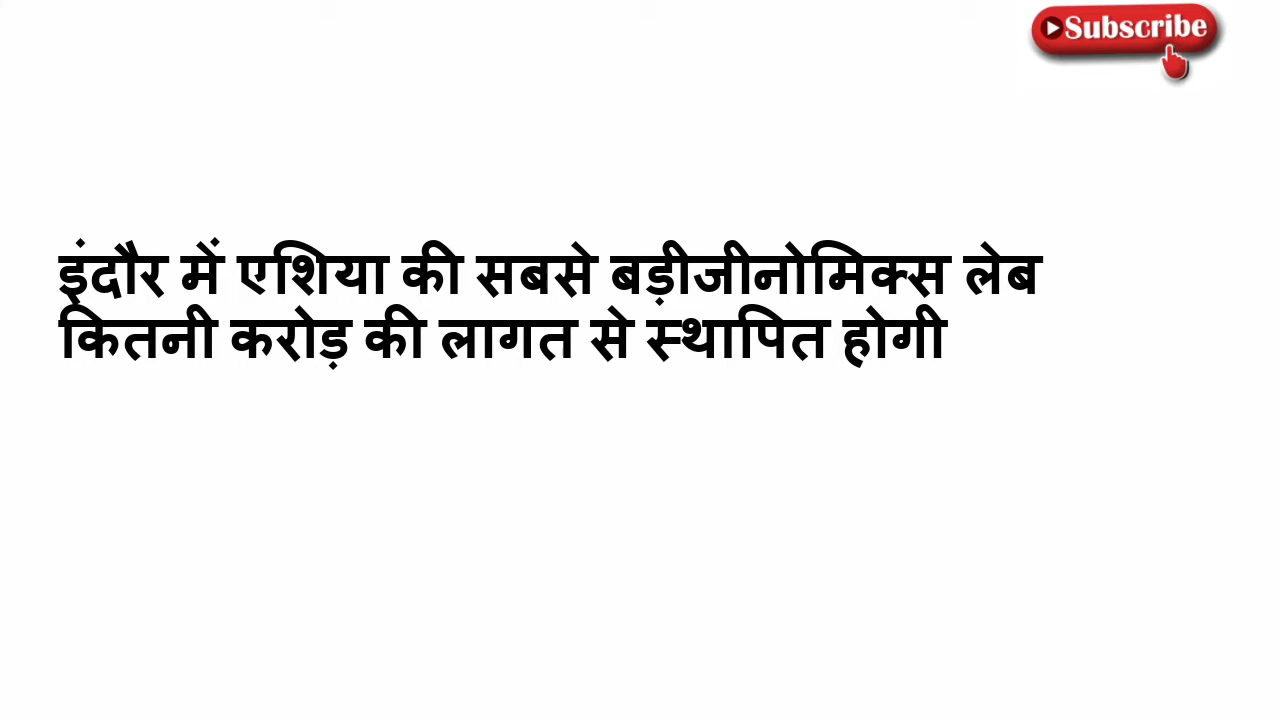 Subscribe
इंदौर में एशिया की सबसे बड़ीजीनोमिक्स लेब
कितनी करोड़ की लागत से स्थापित होगी